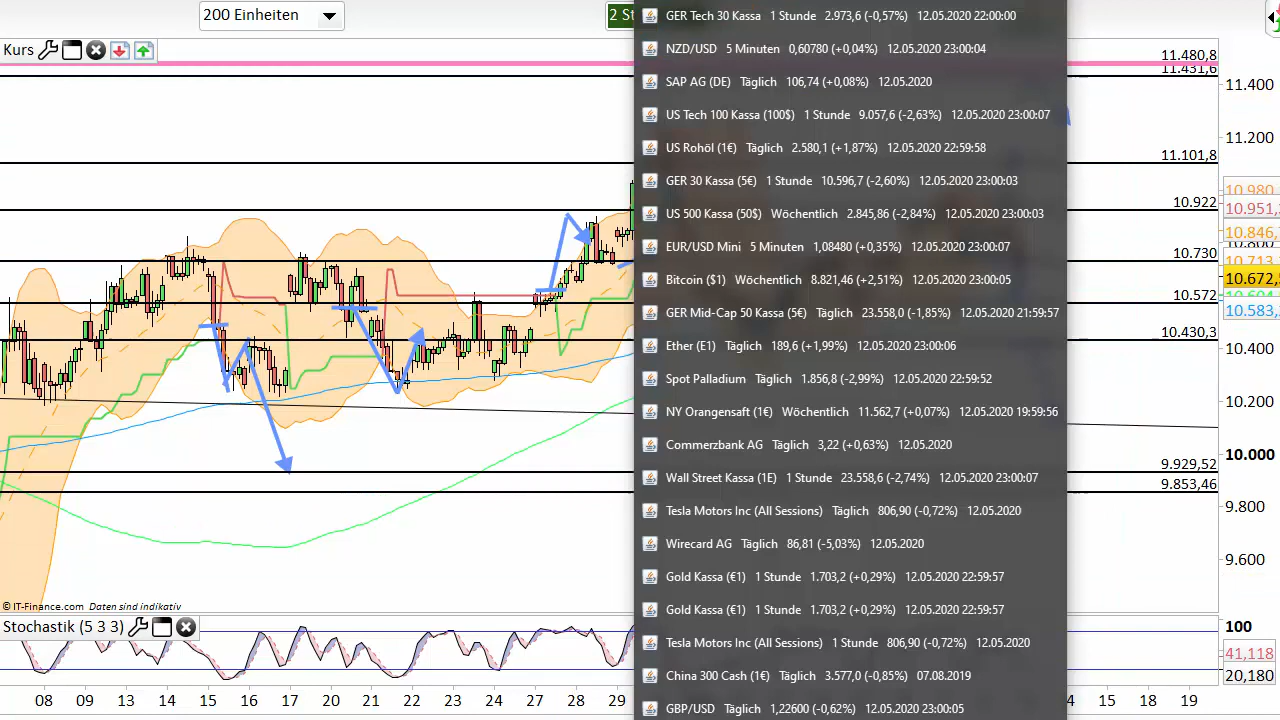 200 Einheiten
2 St
Kurs
11.480,8
11.431,6
11.400
11.200
11.101,8
10.980
10.922
10.951,
10.846,
10.730
10.713
10.672,
10.572
10.583,
10.430,3
10.400
10.200
10.000
9.929,52
9.853,46
9.800
9.600
© IT-Finance.com Daten sind indikativ
Stochastik (5 3 3)
100
41,118
20,180
08 09 12 13 14 15 16 17 20 21 22 23 24 27 28 29
4 15 18 19
GER Tech 30 Kassa 1 Stunde 2.973,6 (-0,57%) 12.05.2020 22:00:00
NZD/USD 5 Minuten 0,60780 (+0,04%) 12.05.2020 23:00:04
SAP AG (DE) Täglich 106,74 (+0,08%) 12.05.2020
US Tech 100 Kassa (100$) 1 Stunde 9.057,6 (-2,63%) 12.05.2020 23:00:07
US Rohöl (1€) Täglich 2.580,1 (+1,87%) 12.05.2020 22:59:58
GER 30 Kassa (5€) 1 Stunde 10.596,7 (-2,60%) 12.05.2020 23:00:03
US 500 Kassa (50$) Wöchentlich 2.845,86 (-2,84%) 12.05.2020 23:00:03
EUR/USD Mini 5 Minuten 1,08480 (+0,35%) 12.05.2020 23:00:07
Bitcoin ($1) Wöchentlich 8.821,46 (+2,51%) 12.05.2020 23:00:05
GER Mid-Cap 50 Kassa (5€) Täglich 23.558,0 (-1,85%) 12.05.2020 21:59:57
Ether (E1) Täglich 189,6 (+1,99%) 12.05.2020 23:00:06
Spot Palladium Täglich 1.856,8 (-2,99%) 12.05.2020 22:59:52
NY Orangensaft (1€) Wöchentlich 11.562,7 (+0,07%) 12.05.2020 19:59:56
Commerzbank AG Täglich 3,22 (+0,63%) 12.05.2020
Wall Street Kassa (1E) 1 Stunde 23.558,6 (-2,74%) 12.05.2020 23:00:07
Tesla Motors Inc (All Sessions) Täglich 806,90 (-0,72%) 12.05.2020
Wirecard AG Täglich 86,81 (-5,03%) 12.05.2020
Gold Kassa (€1) 1 Stunde 1.703,2 (+0,29%) 12.05.2020 22:59:57
Gold Kassa (€1) 1 Stunde 1.703,2 (+0,29%) 12.05.2020 22:59:57
Tesla Motors Inc (All Sessions) 1 Stunde 806,90 (-0,72%) 12.05.2020
China 300 Cash (1€) Täglich 3.577,0 (-0,85%) 07.08.2019
GBP/USD Täglich 1,22600 (-0,62%) 12.05.2020 23:00:05